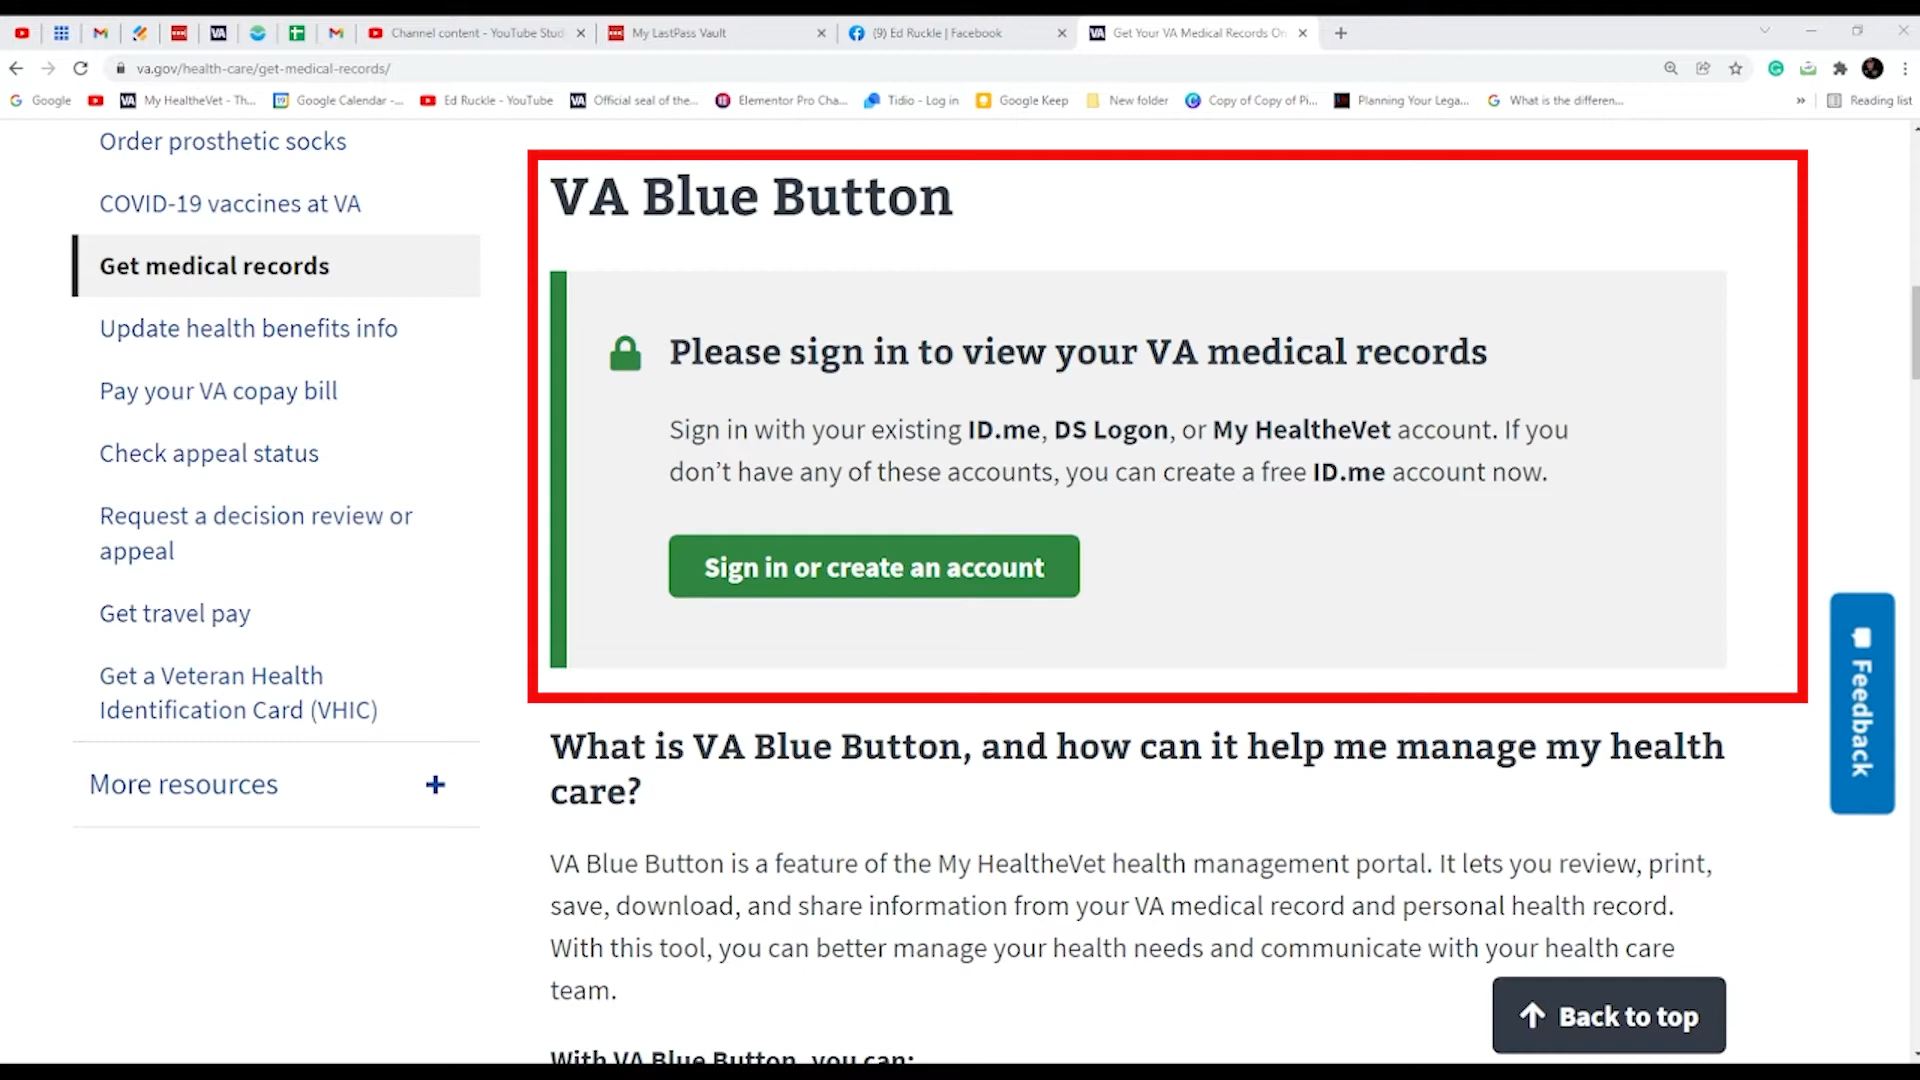 Channel content - YouTube Stud
My LastPass Vault
(9) Ed Ruckle | Facebook
Get Your VA Medical Records On
va.gov/health-care/get-medical-records/
Google
My HealtheVet - Th...
Google Calendar -...
Ed Ruckle - YouTube
Official seal of the...
Elementor Pro Cha...
Tidio - Log in
Google Keep
New folder
Copy of Copy of Pi...
Planning Your Lega...
What is the differen...
Reading list
Order prosthetic socks
COVID-19 vaccines at VA
Get medical records
Update health benefits info
Pay your VA copay bill
Check appeal status
Request a decision review or
appeal
Get travel pay
Get a Veteran Health
Identification Card (VHIC)
More resources
VA Blue Button
Please sign in to view your VA medical records
Sign in with your existing ID.me, DS Logon, or My HealtheVet account. If you
don’t have any of these accounts, you can create a free ID.me account now.
Sign in or create an account
What is VA Blue Button, and how can it help me manage my health
care?
VA Blue Button is a feature of the My HealtheVet health management portal. It lets you review, print,
save, download, and share information from your VA medical record and personal health record.
With this tool, you can better manage your health needs and communicate with your health care
team.
With VA Blue Button, you can:
Feedback
Back to top